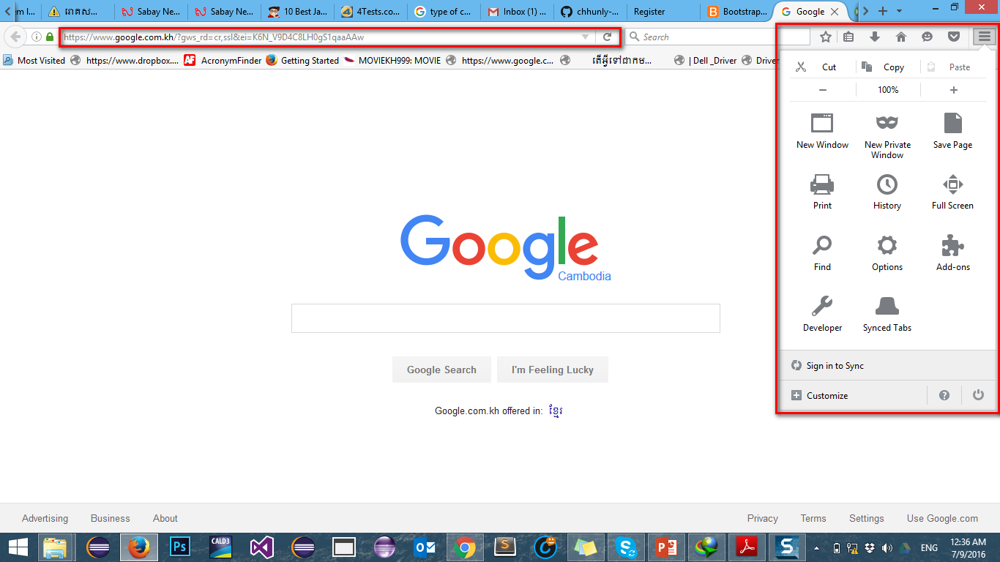 em I...
រោគស...
Sabay Ne...
Sabay Ne...
10 Best Ja...
4Tests.co...
type of c...
Inbox (1) ...
chhunly-...
Register
Bootstrap...
Google
https://www.google.com.kh/?gws_rd=cr,ssl&ei=K6N_V9D4C8LH0gS1qaaAAw
Search
Most Visited
https://www.dropbox....
AF
AcronymFinder
Getting Started
MOVIEKH999: MOVIE
https://www.google.c...
តើអ្វីទៅជាកម...
| Dell _Driver
Drive
Cut
Copy
Paste
− 100% +
New Window
New Private Window
Save Page
Print
History
Full Screen
Find
Options
Add-ons
Developer
Synced Tabs
Sign in to Sync
Customize
Google
Cambodia
Google Search
I'm Feeling Lucky
Google.com.kh offered in: ខ្មែរ
Advertising
Business
About
Privacy
Terms
Settings
Use Google.com
Ps
CALD3
ENG
12:36 AM
7/9/2016